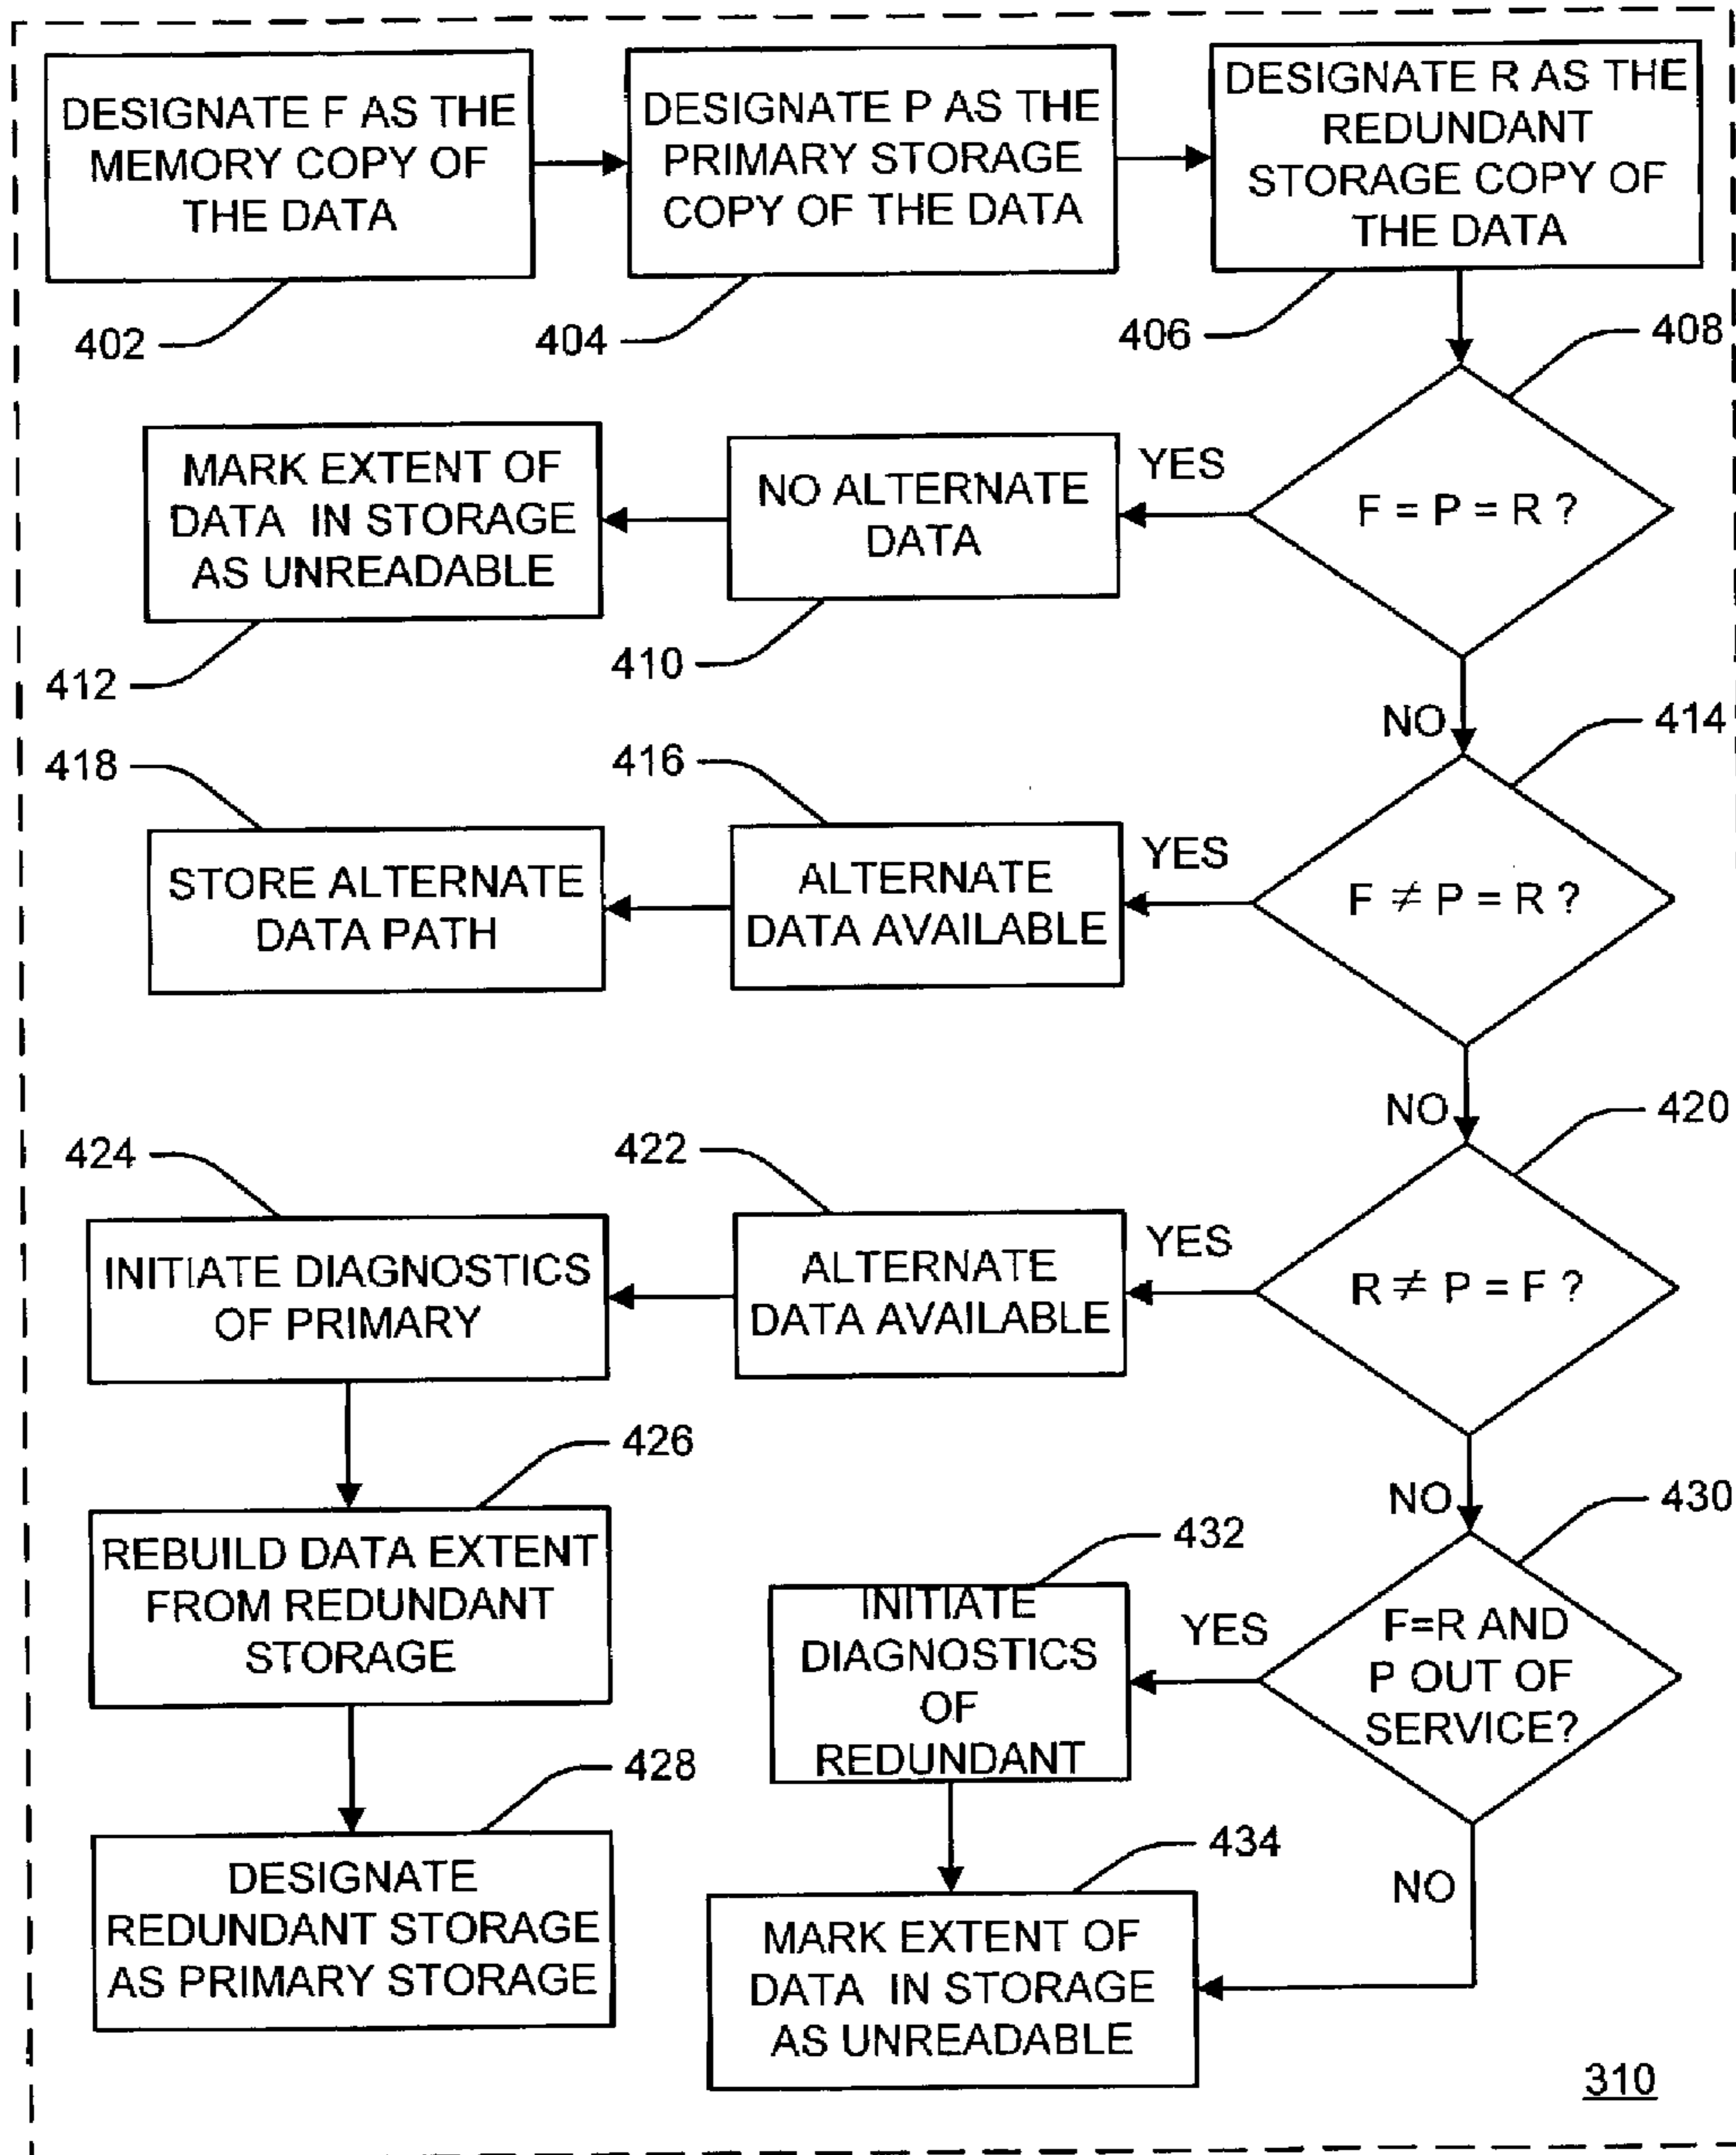 DESIGNATE F AS THE
MEMORY COPY OF
THE DATA
DESIGNATE P AS THE
PRIMARY STORAGE
COPY OF THE DATA
DESIGNATE R AS THE
REDUNDANT
STORAGE COPY OF
THE DATA
402
404
406
408
MARK EXTENT OF
DATA IN STORAGE
AS UNREADABLE
NO ALTERNATE
DATA
YES
F = P = R ?
412
410
NO
414
418
416
STORE ALTERNATE
DATA PATH
ALTERNATE
DATA AVAILABLE
YES
F ≠ P = R ?
NO
420
424
422
INITIATE DIAGNOSTICS
OF PRIMARY
ALTERNATE
DATA AVAILABLE
YES
R ≠ P = F ?
426
NO
430
REBUILD DATA EXTENT
FROM REDUNDANT
STORAGE
432
INITIATE
DIAGNOSTICS
OF
REDUNDANT
YES
F=R AND
P OUT OF
SERVICE?
428
434
NO
DESIGNATE
REDUNDANT STORAGE
AS PRIMARY STORAGE
MARK EXTENT OF
DATA IN STORAGE
AS UNREADABLE
310